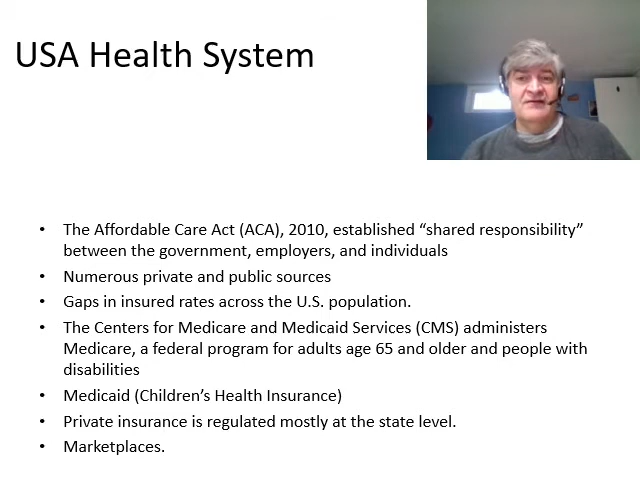 USA Health System
• The Affordable Care Act (ACA), 2010, established “shared responsibility”
between the government, employers, and individuals
• Numerous private and public sources
• Gaps in insured rates across the U.S. population.
• The Centers for Medicare and Medicaid Services (CMS) administers
Medicare, a federal program for adults age 65 and older and people with
disabilities
• Medicaid (Children’s Health Insurance)
• Private insurance is regulated mostly at the state level.
• Marketplaces.